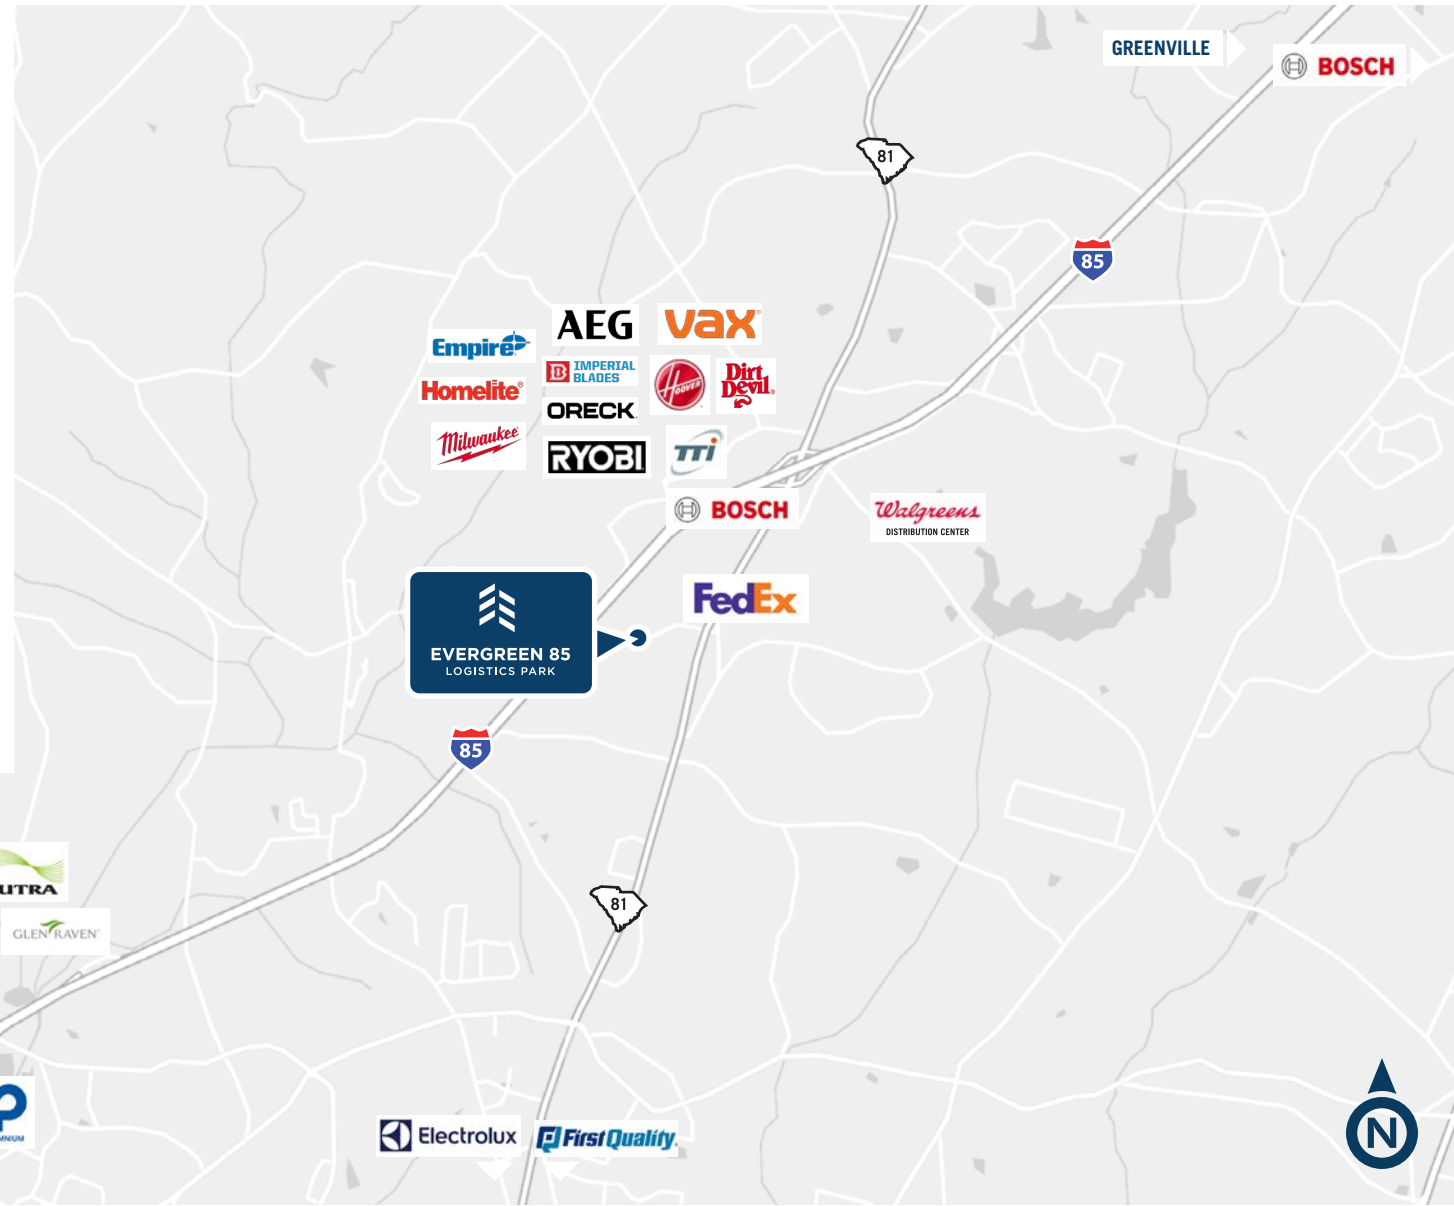 GREENVILLE
BOSCH
81
85
AEG
vax
Empire
IMPERIAL
BLADES
HOOVER
Dirt
Devil
Homelite
ORECK
Milwaukee
RYOBI
TTi
BOSCH
Walgreens
DISTRIBUTION CENTER
FedEx
EVERGREEN 85
LOGISTICS PARK
85
UTRA
81
GLEN RAVEN
Electrolux
First Quality
N